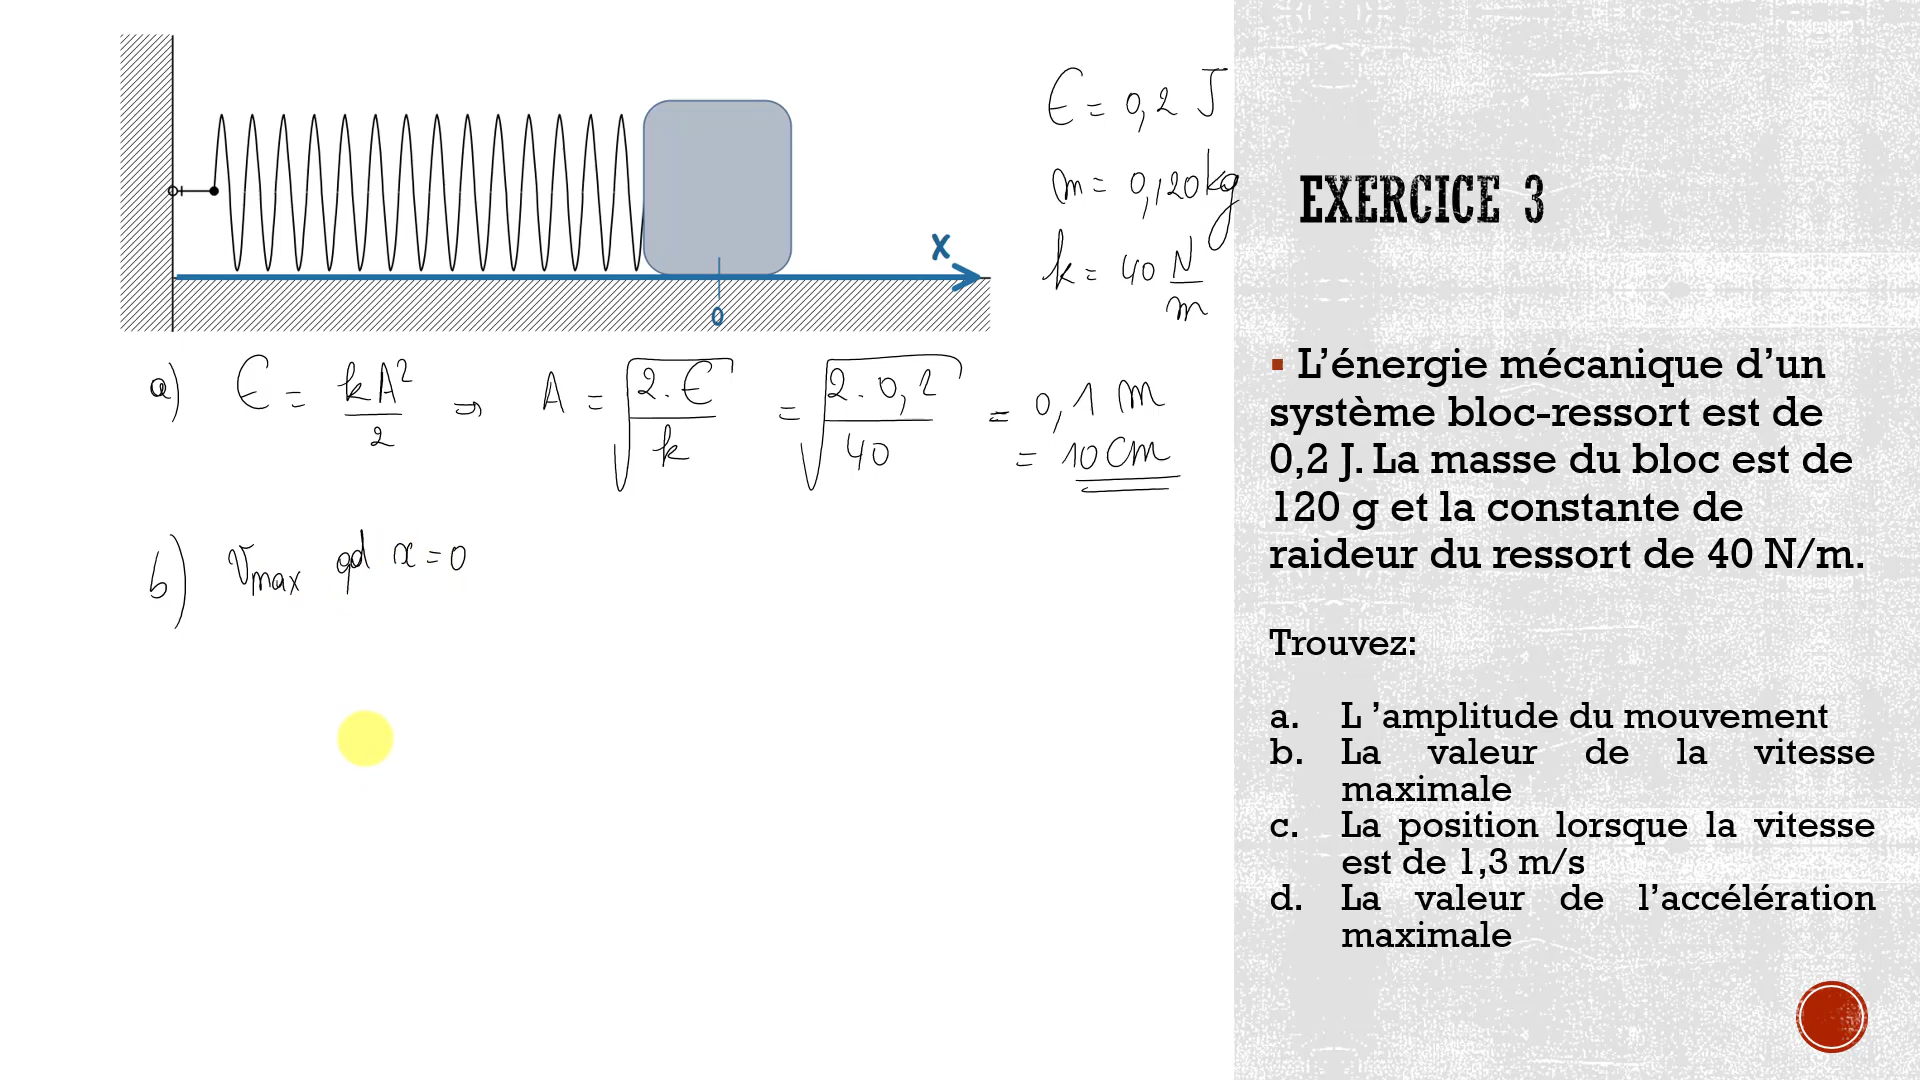 X
0
E = 0,2 J
m = 0,120 kg
k = 40 N/m
a) E = kA²/2 ⇒ A = √(2.E/k) = √(2.0,2/40) = 0,1 m
= 10 cm
b) vmax qd x = 0
EXERCICE 3
▪ L’énergie mécanique d’un
système bloc-ressort est de
0,2 J. La masse du bloc est de
120 g et la constante de
raideur du ressort de 40 N/m.
Trouvez:
a. L ’amplitude du mouvement
b. La valeur de la vitesse
maximale
c. La position lorsque la vitesse
est de 1,3 m/s
d. La valeur de l’accélération
maximale